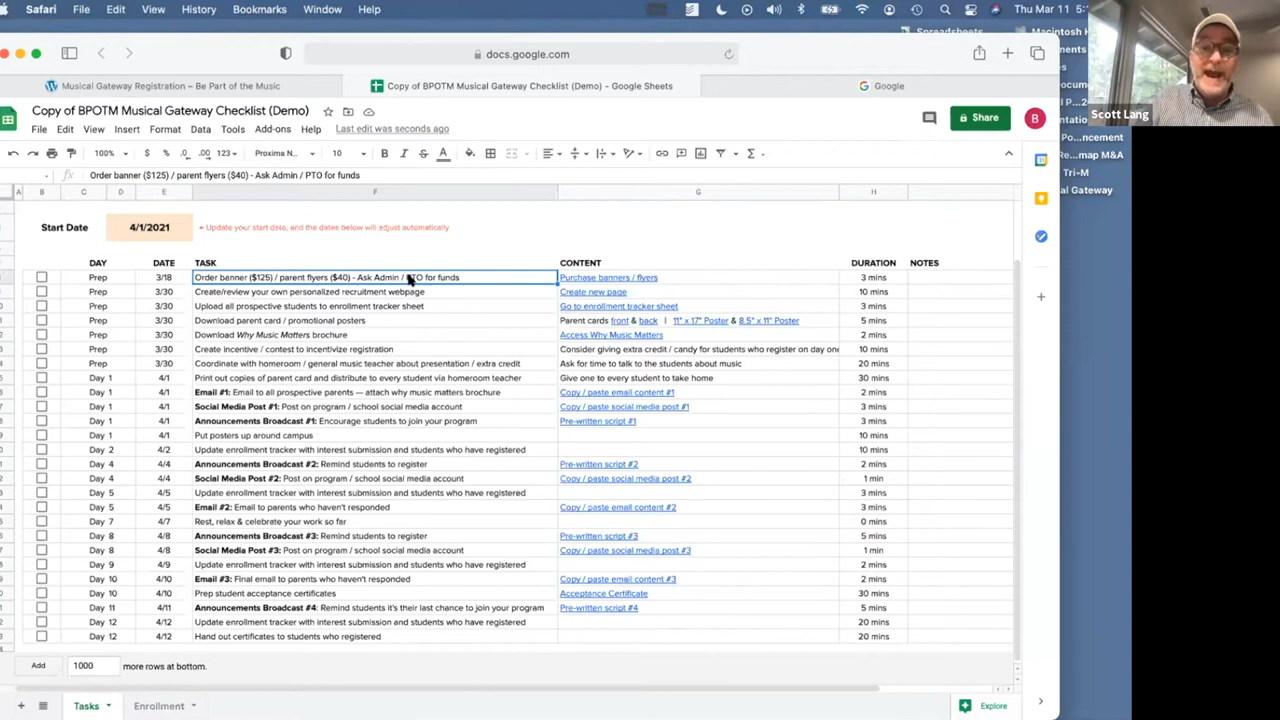 Safari File Edit View History Bookmarks Window Help Thu Mar 11 5:
Spreadsheets Macintosh H
docs.google.com
Musical Gateway Registration – Be Part of the Music
Copy of BPOTM Musical Gateway Checklist (Demo) - Google Sheets
Google
Copy of BPOTM Musical Gateway Checklist (Demo)
File Edit View Insert Format Data Tools Add-ons Help Last edit was seconds ago
Share B
100% $ % .0 .00 123 Proxima N... 10 B I S A
fx Order banner ($125) / parent flyers ($40) - Ask Admin / PTO for funds
A B C D E F G H
Start Date 4/1/2021 Update your start date, and the dates below will adjust automatically
DAY DATE TASK CONTENT DURATION NOTES
Prep 3/18 Order banner ($125) / parent flyers ($40) - Ask Admin / PTO for funds Purchase banners / flyers 3 mins
Prep 3/30 Create/review your own personalized recruitment webpage Create new page 10 mins
Prep 3/30 Upload all prospective students to enrollment tracker sheet Go to enrollment tracker sheet 3 mins
Prep 3/30 Download parent card / promotional posters Parent cards front & back | 11" x 17" Poster & 8.5" x 11" Poster 5 mins
Prep 3/30 Download Why Music Matters brochure Access Why Music Matters 2 mins
Prep 3/30 Create incentive / contest to incentivize registration Consider giving extra credit / candy for students who register on day one 10 mins
Prep 3/30 Coordinate with homeroom / general music teacher about presentation / extra credit Ask for time to talk to the students about music 20 mins
Day 1 4/1 Print out copies of parent card and distribute to every student via homeroom teacher Give one to every student to take home 30 mins
Day 1 4/1 Email #1: Email to all prospective parents — attach why music matters brochure Copy / paste email content #1 2 mins
Day 1 4/1 Social Media Post #1: Post on program / school social media account Copy / paste social media post #1 3 mins
Day 1 4/1 Announcements Broadcast #1: Encourage students to join your program Pre-written script #1 3 mins
Day 1 4/1 Put posters up around campus 10 mins
Day 2 4/2 Update enrollment tracker with interest submission and students who have registered 10 mins
Day 4 4/4 Announcements Broadcast #2: Remind students to register Pre-written script #2 2 mins
Day 4 4/4 Social Media Post #2: Post on program / school social media account Copy / paste social media post #2 1 min
Day 5 4/5 Update enrollment tracker with interest submission and students who have registered 3 mins
Day 5 4/5 Email #2: Email to parents who haven't responded Copy / paste email content #2 3 mins
Day 7 4/7 Rest, relax & celebrate your work so far 0 mins
Day 8 4/8 Announcements Broadcast #3: Remind students to register Pre-written script #3 5 mins
Day 8 4/8 Social Media Post #3: Post on program / school social media account Copy / paste social media post #3 1 min
Day 9 4/9 Update enrollment tracker with interest submission and students who have registered 2 mins
Day 10 4/10 Email #3: Final email to parents who haven't responded Copy / paste email content #3 2 mins
Day 10 4/10 Prep student acceptance certificates Acceptance Certificate 30 mins
Day 11 4/11 Announcements Broadcast #4: Remind students it's their last chance to join your program Pre-written script #4 5 mins
Day 12 4/12 Update enrollment tracker with interest submission and students who have registered 20 mins
Day 12 4/12 Hand out certificates to students who registered 20 mins
Add 1000 more rows at bottom.
Tasks Enrollment Explore
Scott Lang
...ncement
...map M&A
Tri-M
al Gateway